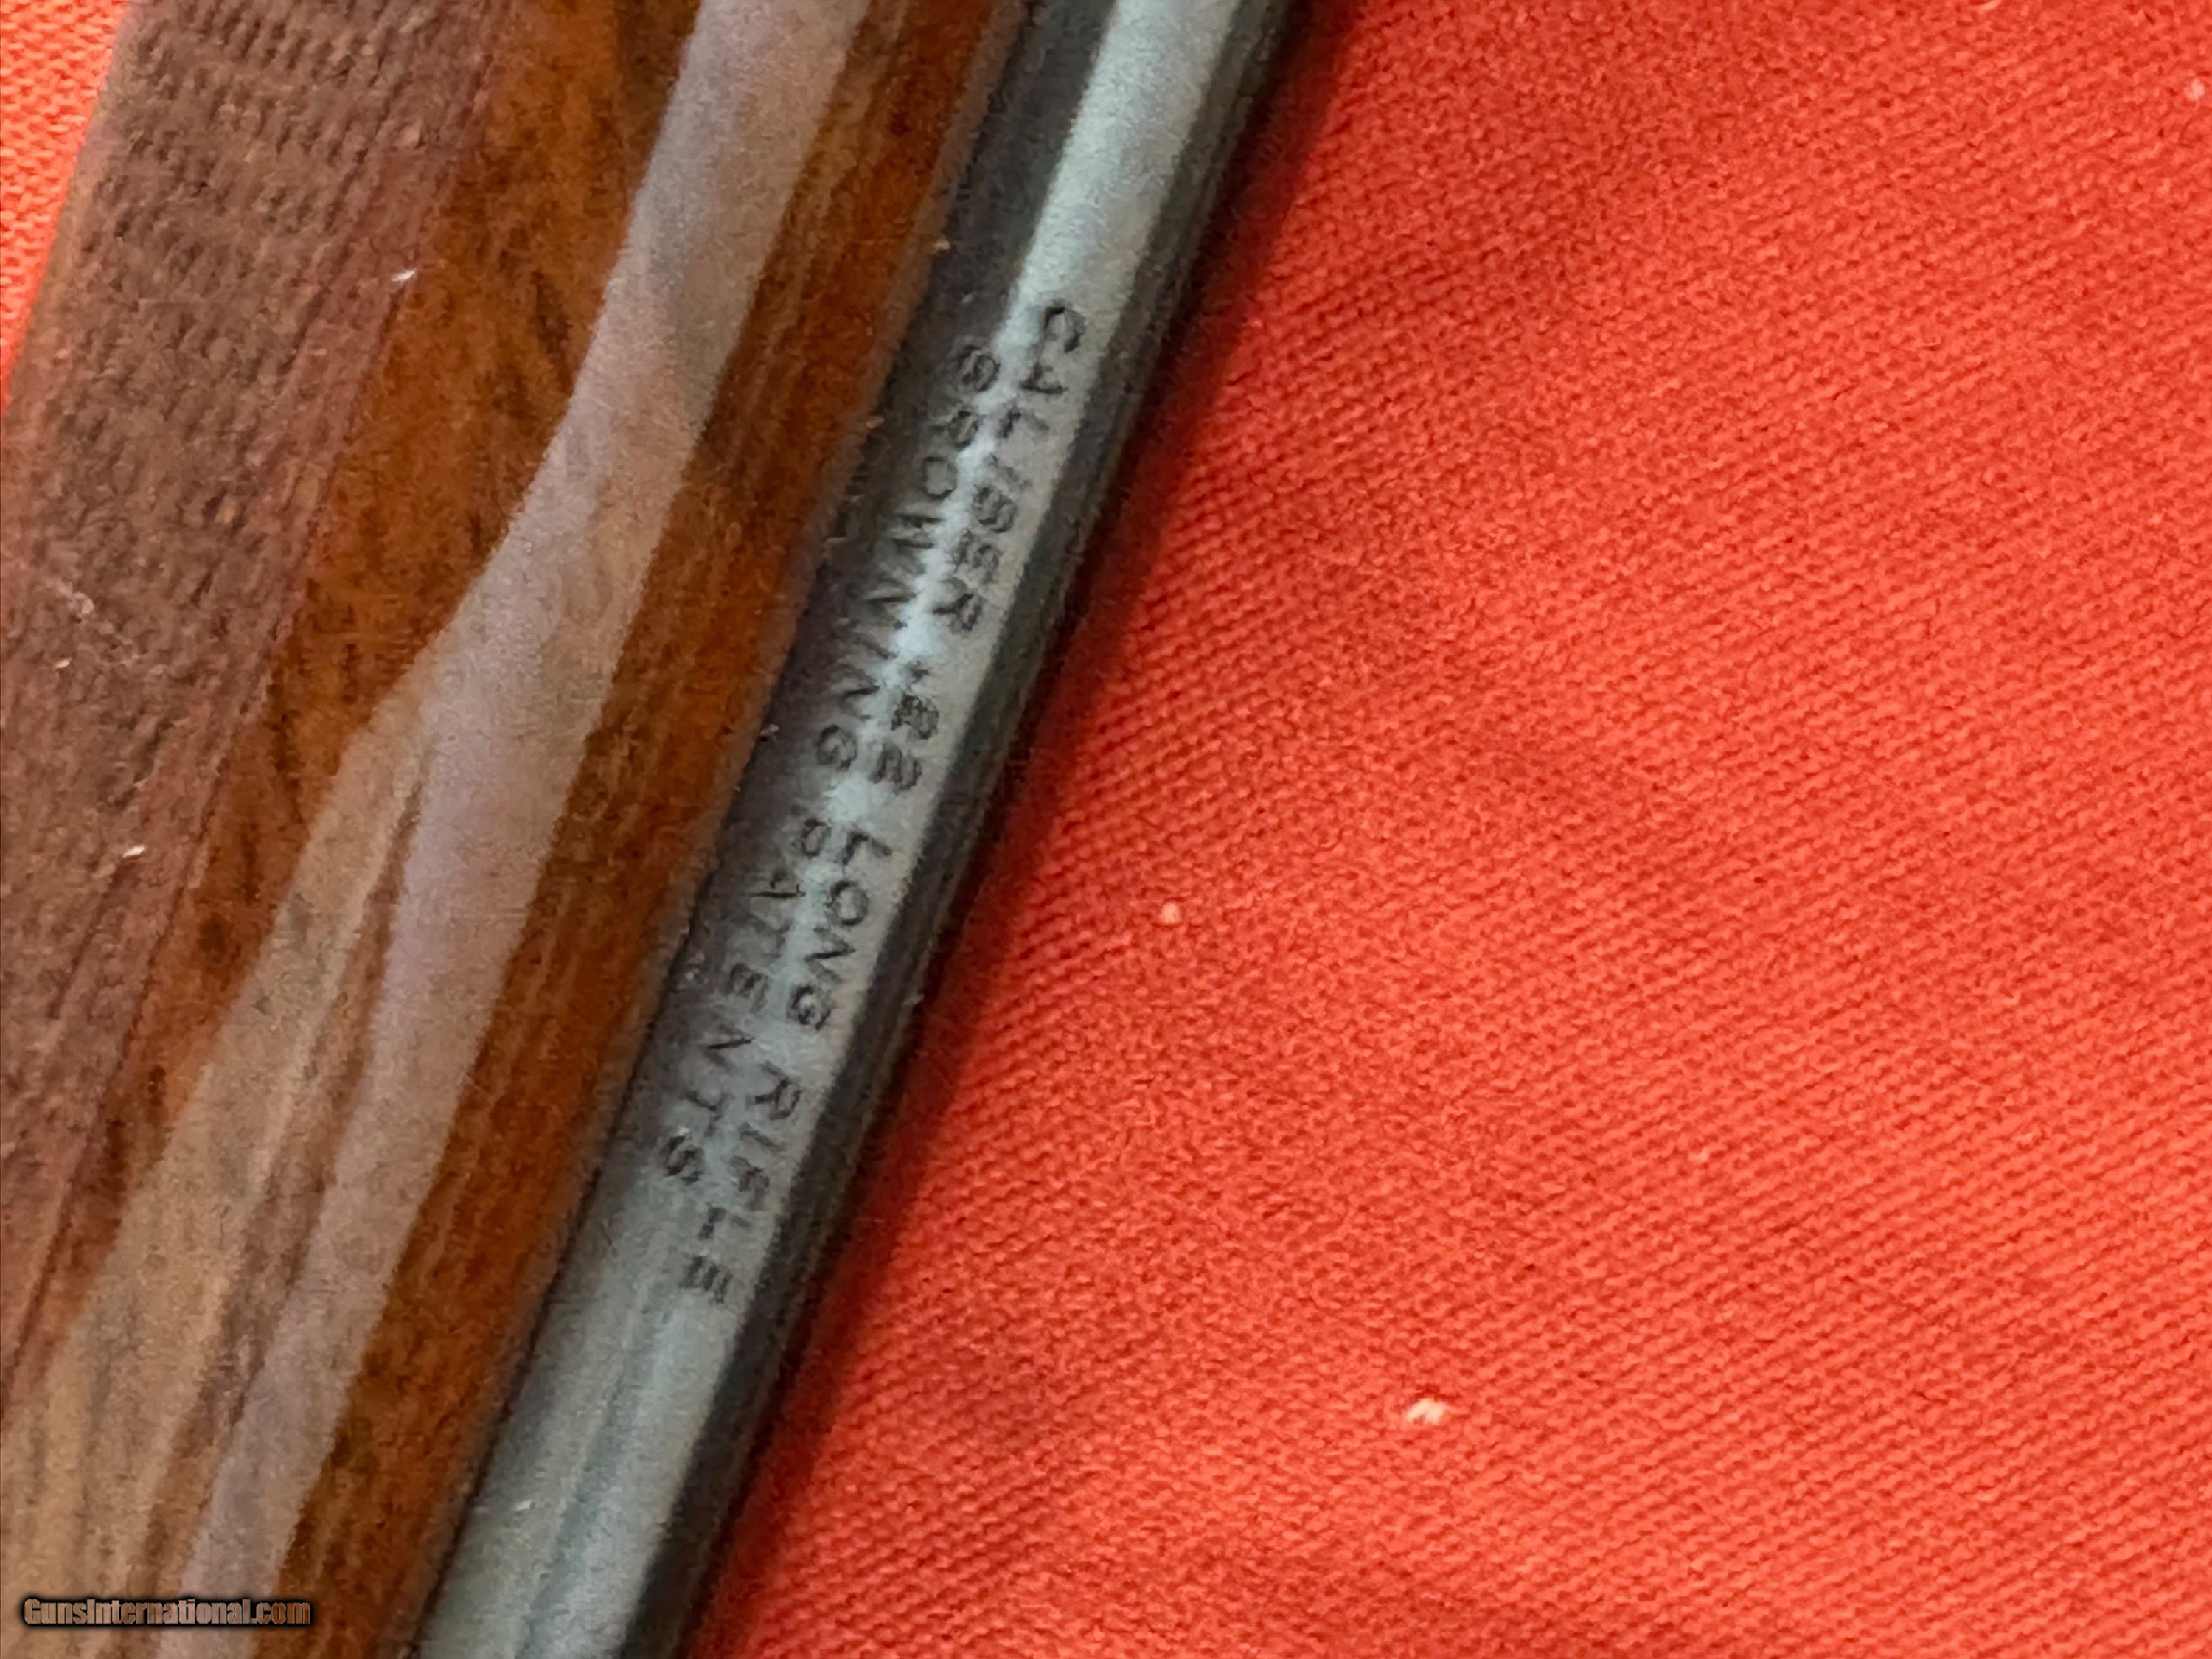 CALIBER .22 LONG RIFLE
BROWNING PATENTS
GunsInternational.com